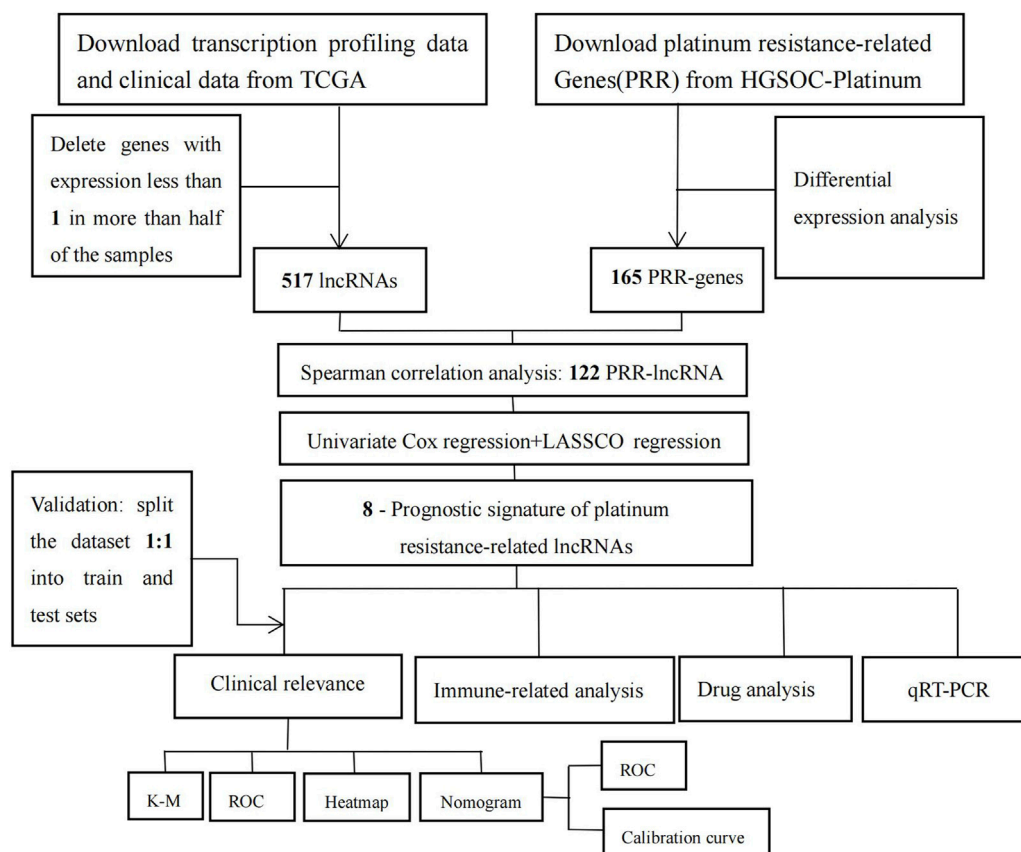 Download transcription profiling data
and clinical data from TCGA
Download platinum resistance-related
Genes(PRR) from HGSOC-Platinum
Delete genes with
expression less than
1 in more than half
of the samples
Differential
expression analysis
517 lncRNAs
165 PRR-genes
Spearman correlation analysis: 122 PRR-lncRNA
Univariate Cox regression+LASSCO regression
Validation: split
the dataset 1:1
into train and
test sets
8 - Prognostic signature of platinum
resistance-related lncRNAs
Clinical relevance
Immune-related analysis
Drug analysis
qRT-PCR
K-M
ROC
Heatmap
Nomogram
ROC
Calibration curve